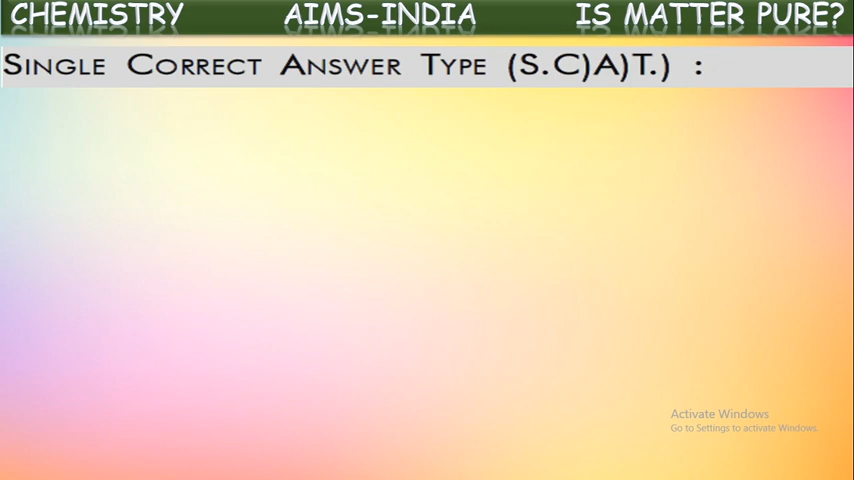 CHEMISTRY AIMS-INDIA IS MATTER PURE?
SINGLE CORRECT ANSWER TYPE (S.C)A)T.) :
Activate Windows
Go to Settings to activate Windows.